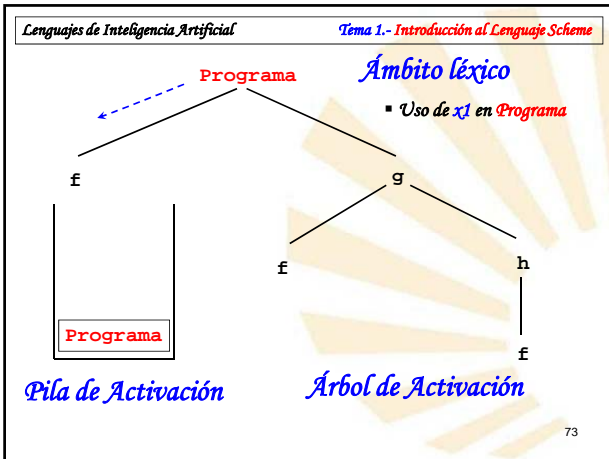 Lenguajes de Inteligencia Artificial Tema 1.- Introducción al Lenguaje Scheme
Programa
Ámbito léxico
▪ Uso de x1 en Programa
f
g
f
h
Programa
f
Pila de Activación
Árbol de Activación
73